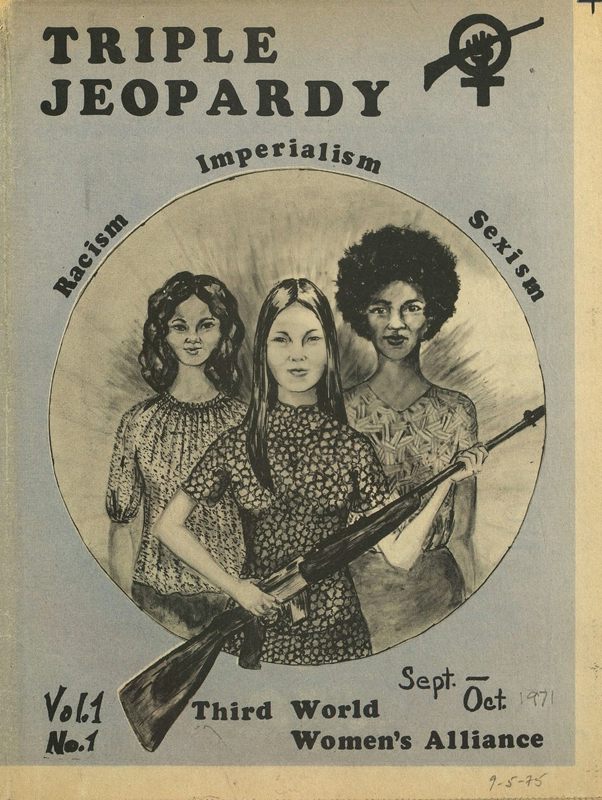 TRIPLE
JEOPARDY
Imperialism
Racism
Sexism
Sept. – Oct. 1971
Vol.1
No.1
Third World
Women's Alliance
9-5-75